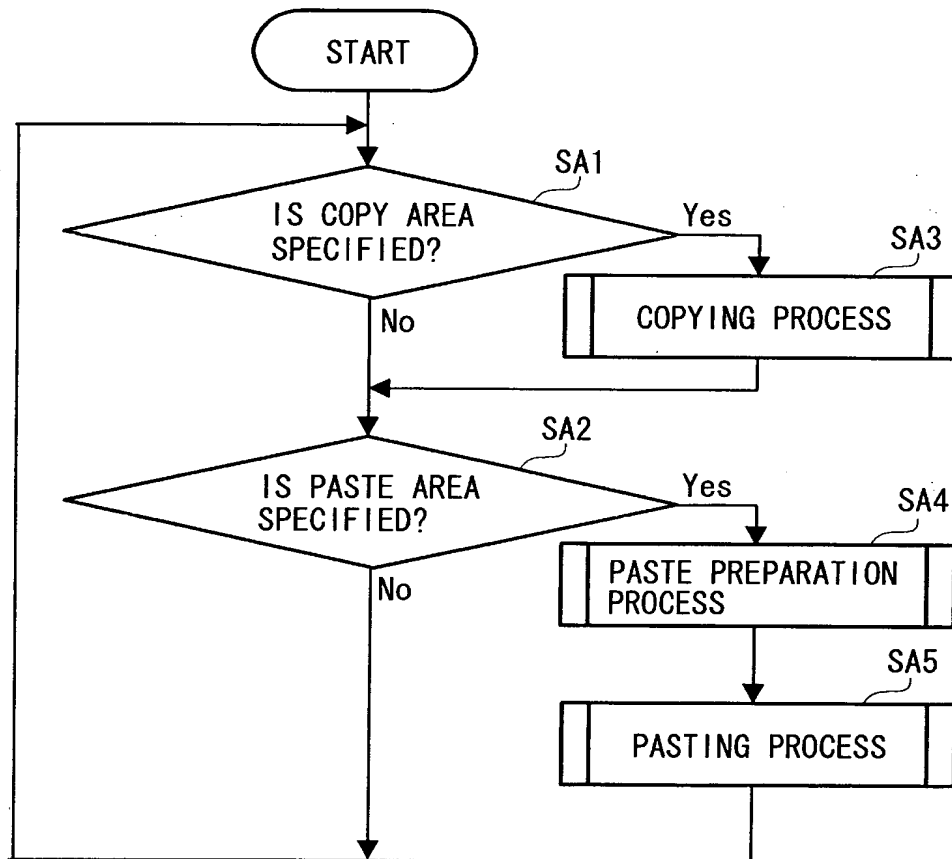 START
SA1
IS COPY AREA
SPECIFIED?
Yes
SA3
COPYING PROCESS
No
SA2
IS PASTE AREA
SPECIFIED?
Yes
SA4
PASTE PREPARATION
PROCESS
No
SA5
PASTING PROCESS